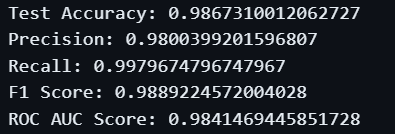 Test Accuracy: 0.9867310012062727
Precision: 0.9800399201596807
Recall: 0.9979674796747967
F1 Score: 0.9889224572004028
ROC AUC Score: 0.9841469445851728